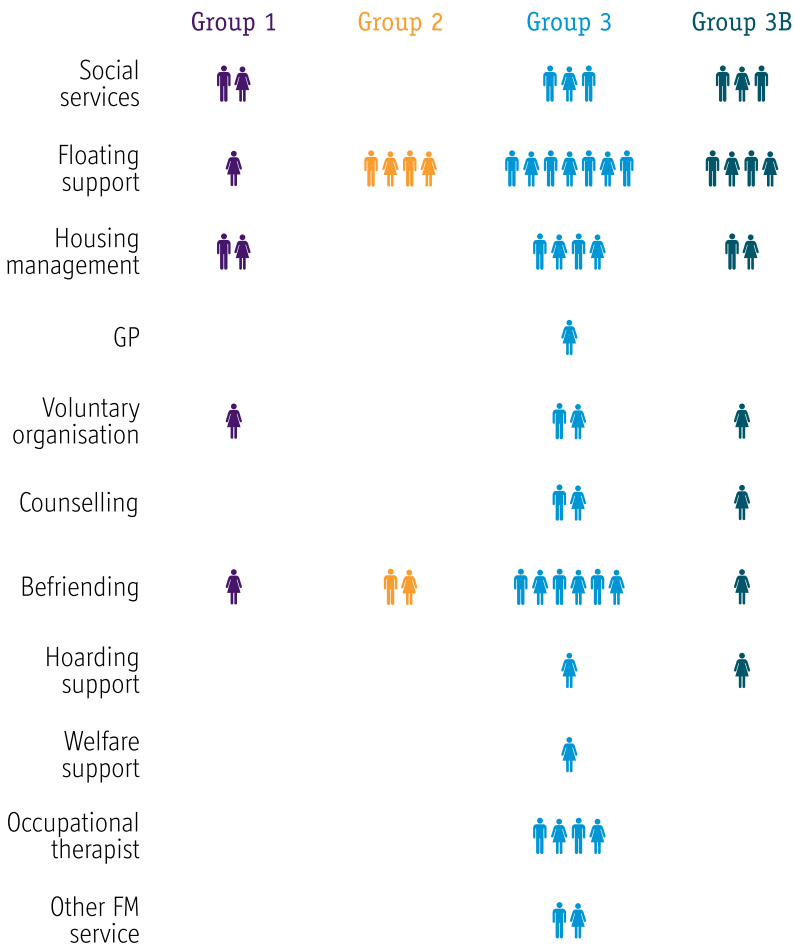 Group 1 Group 2 Group 3 Group 3B
Social
services
Floating
support
Housing
management
GP
Voluntary
organisation
Counselling
Befriending
Hoarding
support
Welfare
support
Occupational
therapist
Other FM
service